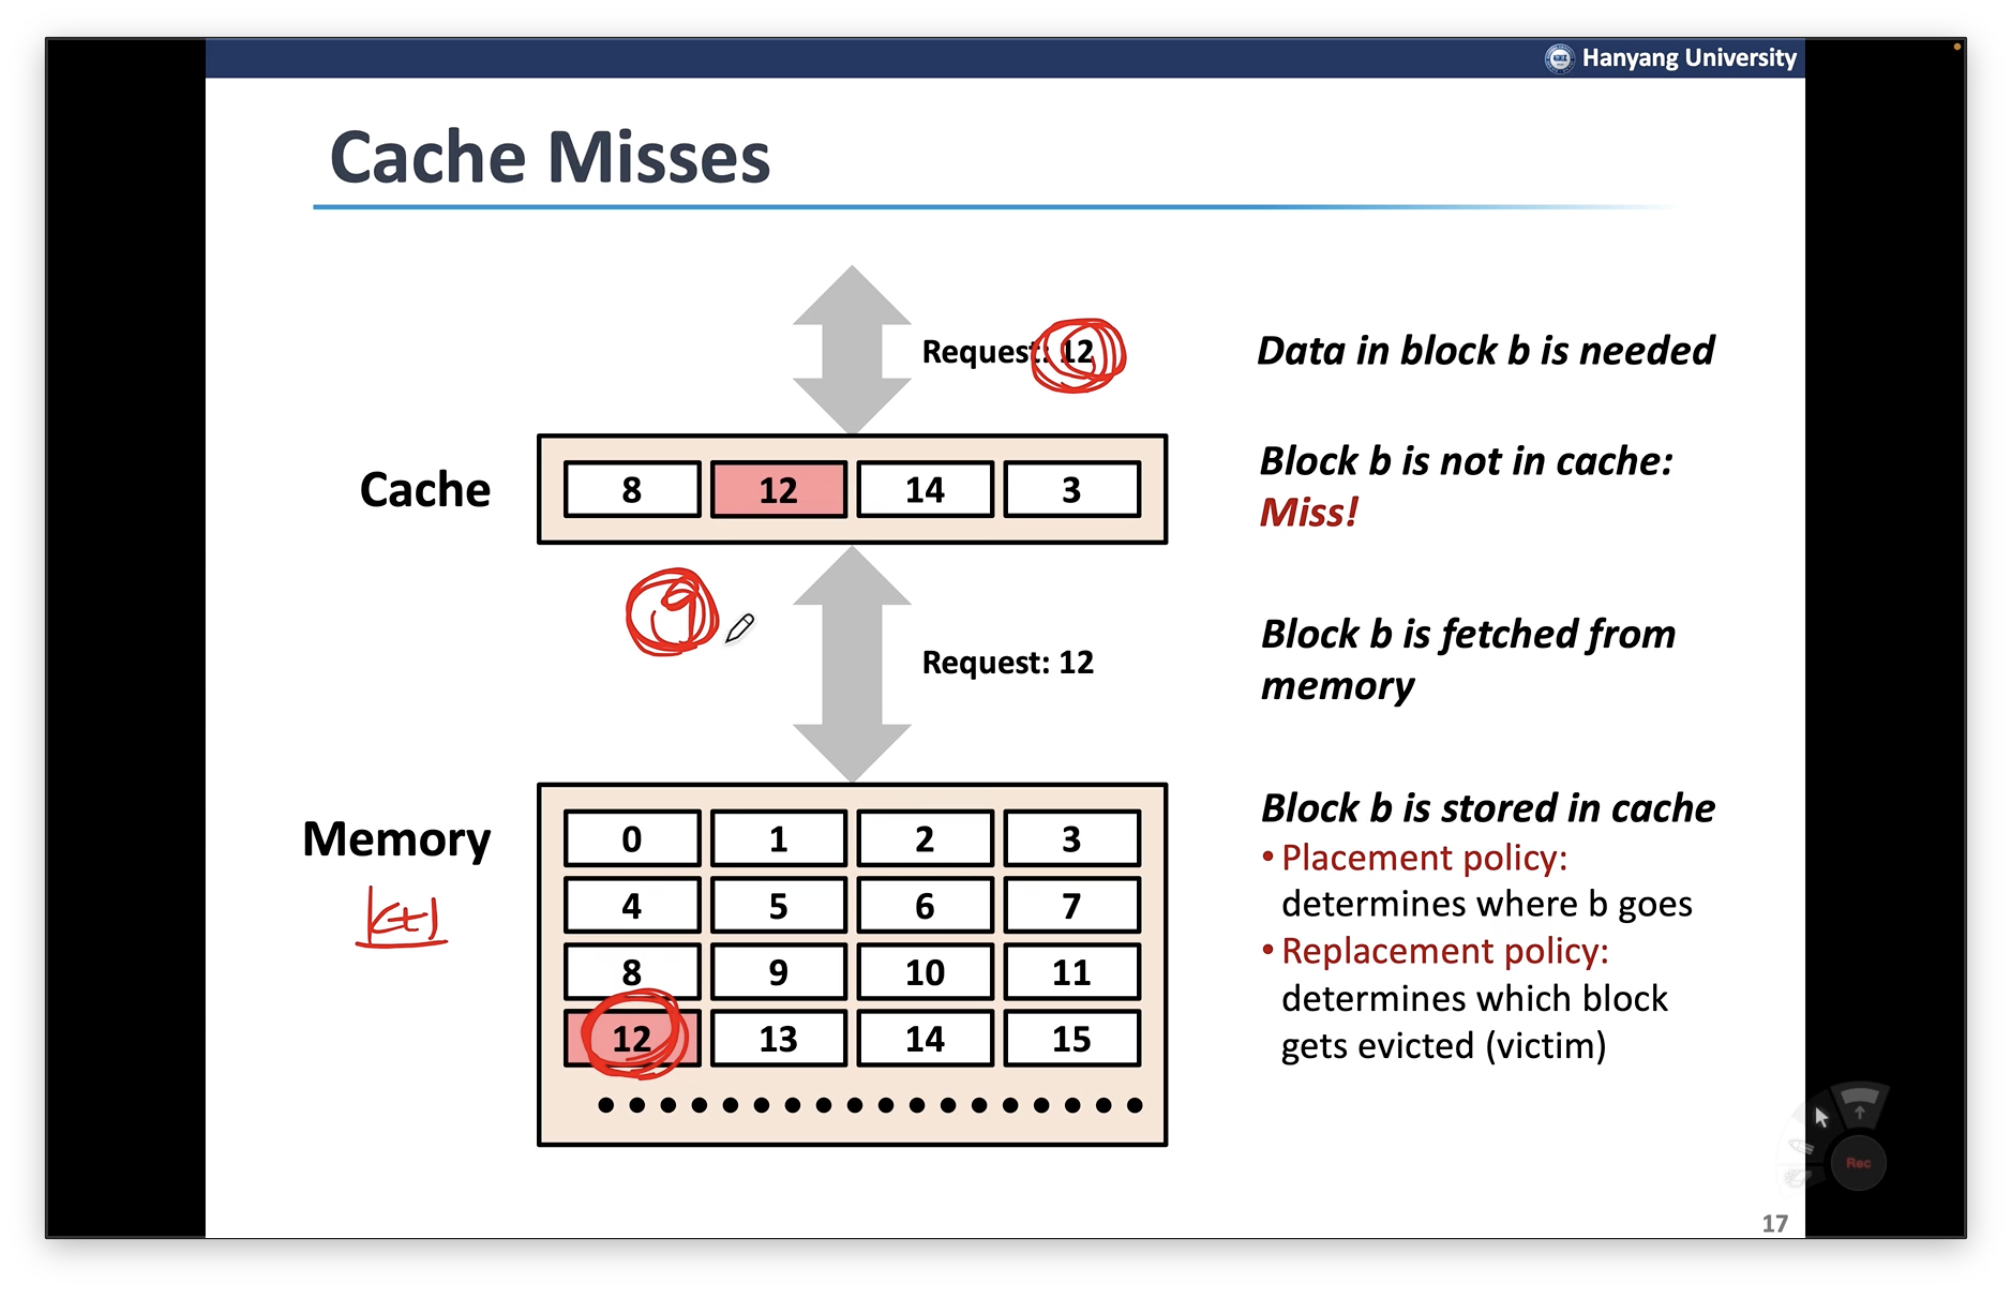 Hanyang University
Cache Misses
Request: 12
Data in block b is needed
Cache
8 12 14 3
Block b is not in cache:
Miss!
9
Request: 12
Block b is fetched from
memory
Memory
k+1
0 1 2 3
4 5 6 7
8 9 10 11
12 13 14 15
Block b is stored in cache
• Placement policy:
determines where b goes
• Replacement policy:
determines which block
gets evicted (victim)
Rec
17